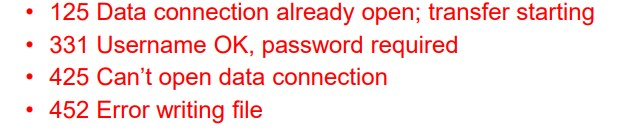 • 125 Data connection already open; transfer starting
• 331 Username OK, password required
• 425 Can’t open data connection
• 452 Error writing file